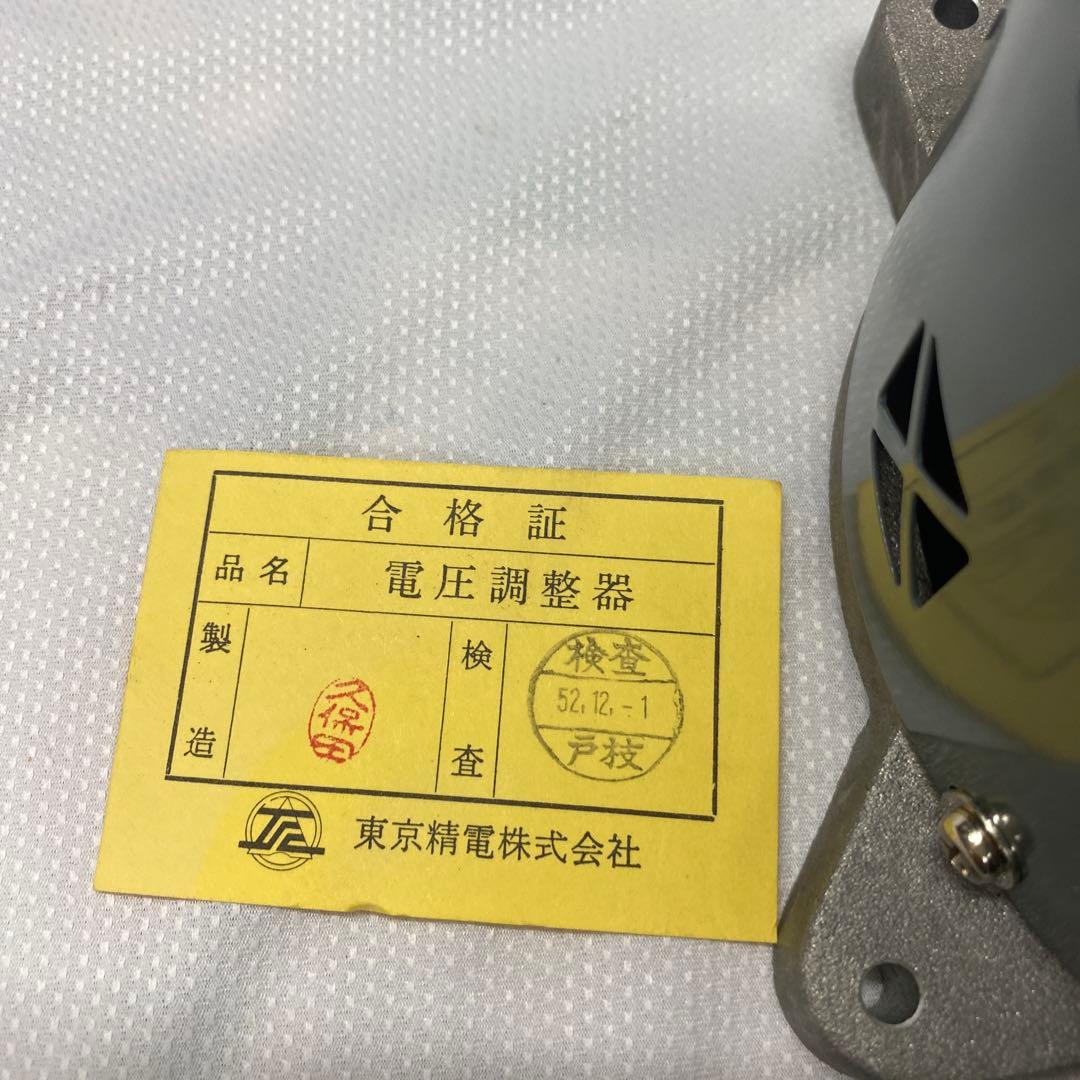 合格証
品名 電圧調整器
製造 久保田 検査 検査
52.12.-1
戸枝
東京精電株式会社